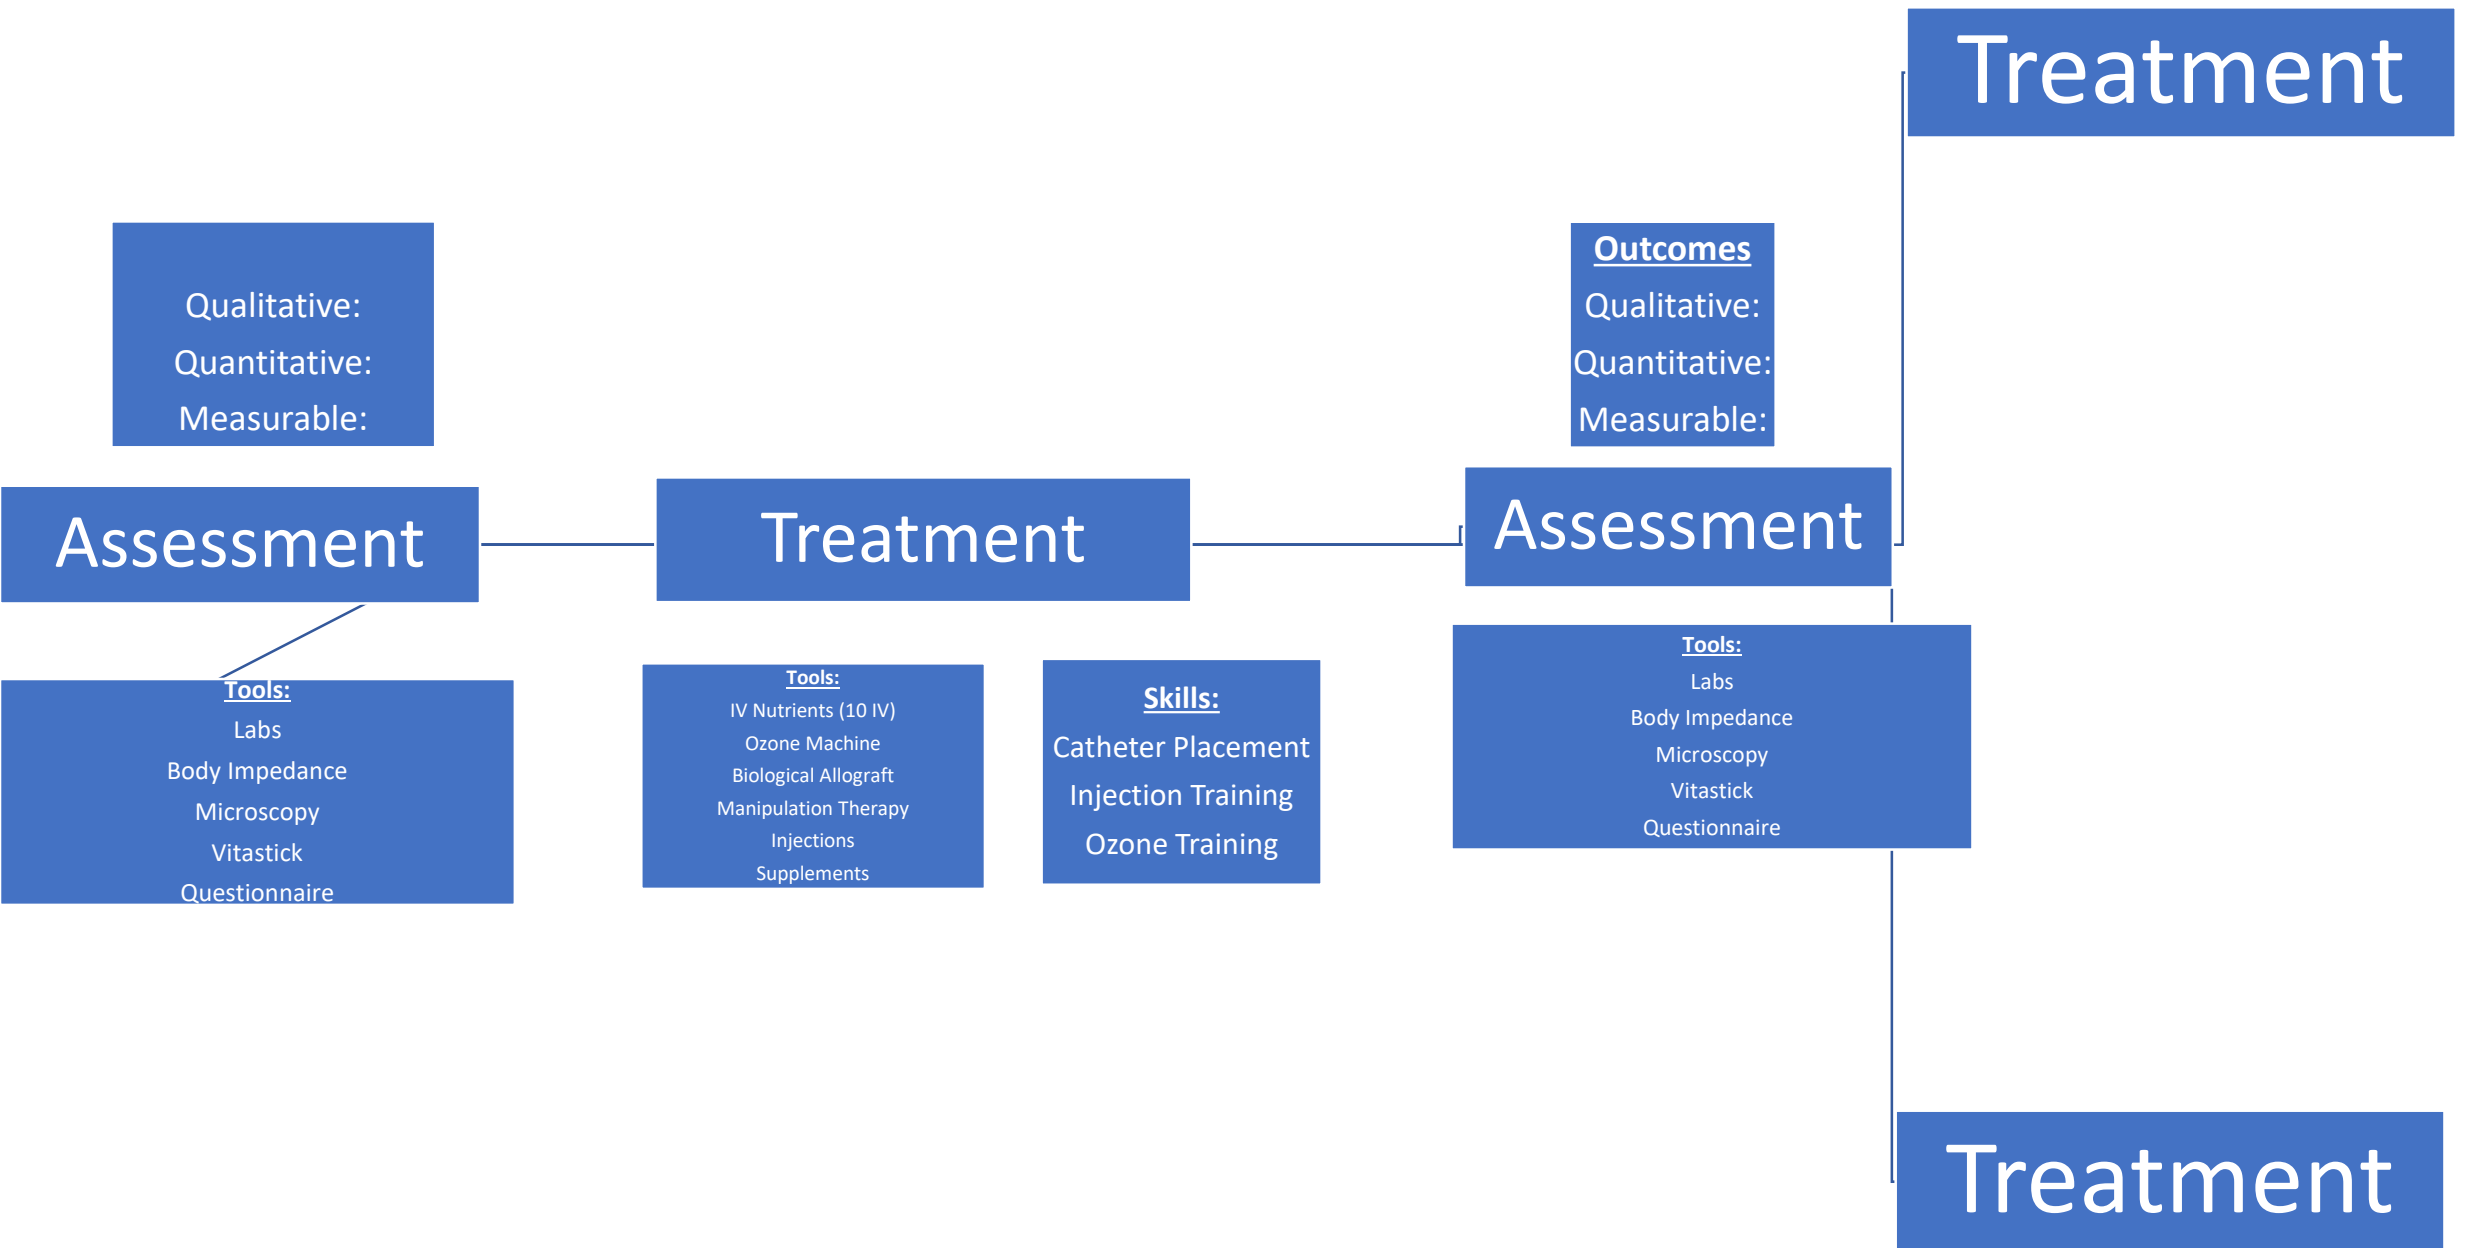 Treatment
Qualitative:
Quantitative:
Measurable:
Outcomes
Qualitative:
Quantitative:
Measurable:
Assessment
Treatment
Assessment
Tools:
Labs
Body Impedance
Microscopy
Vitastick
Questionnaire
Tools:
IV Nutrients (10 IV)
Ozone Machine
Biological Allograft
Manipulation Therapy
Injections
Supplements
Skills:
Catheter Placement
Injection Training
Ozone Training
Tools:
Labs
Body Impedance
Microscopy
Vitastick
Questionnaire
Treatment